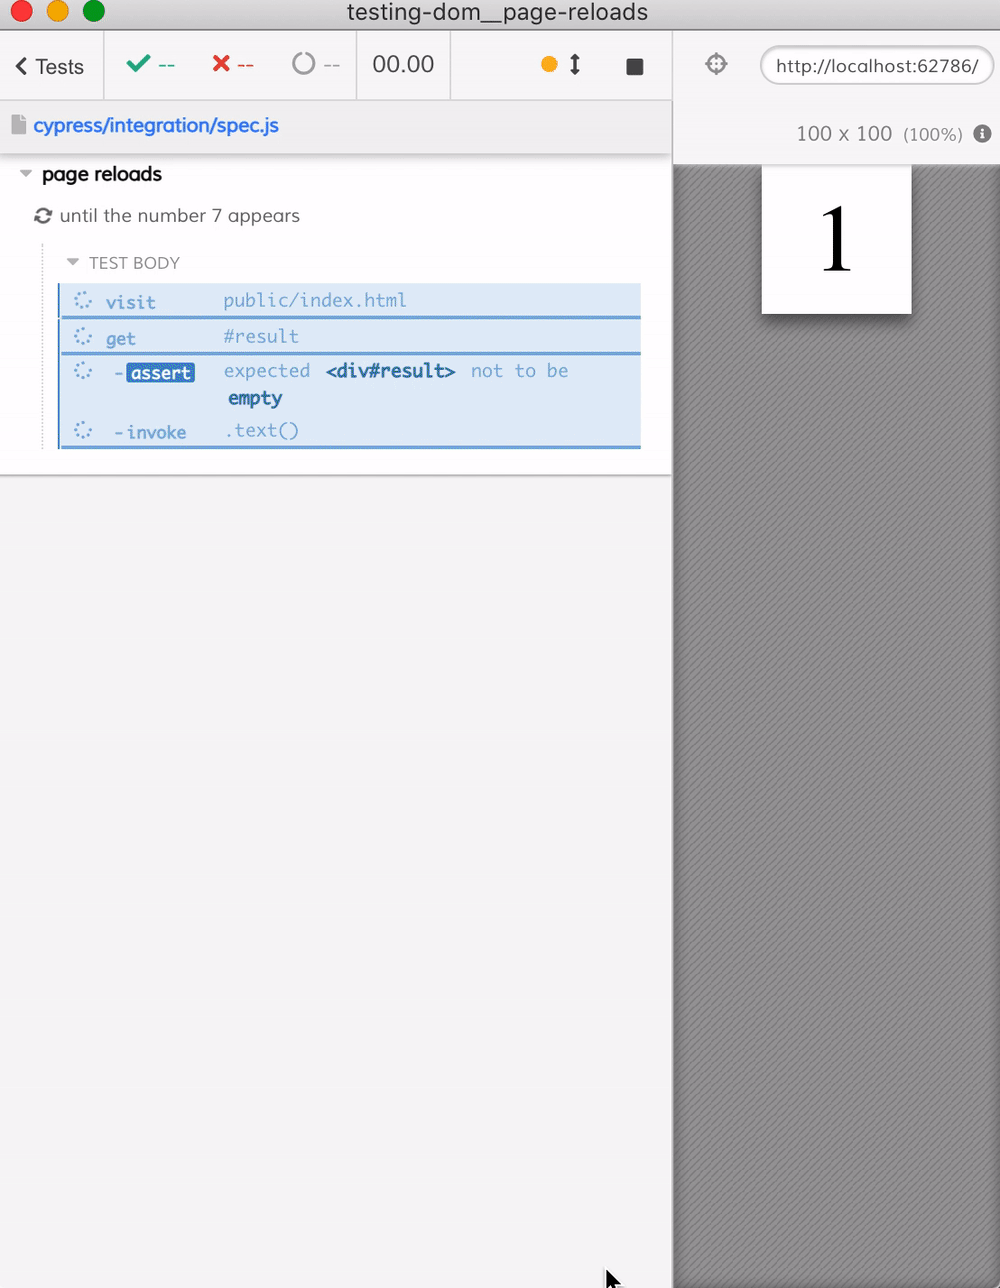 testing-dom__page-reloads
Tests -- -- -- 00.00
http://localhost:62786/
cypress/integration/spec.js
100 x 100 (100%)
page reloads
until the number 7 appears
TEST BODY
visit public/index.html
get #result
-assert expected <div#result> not to be
empty
-invoke .text()
1